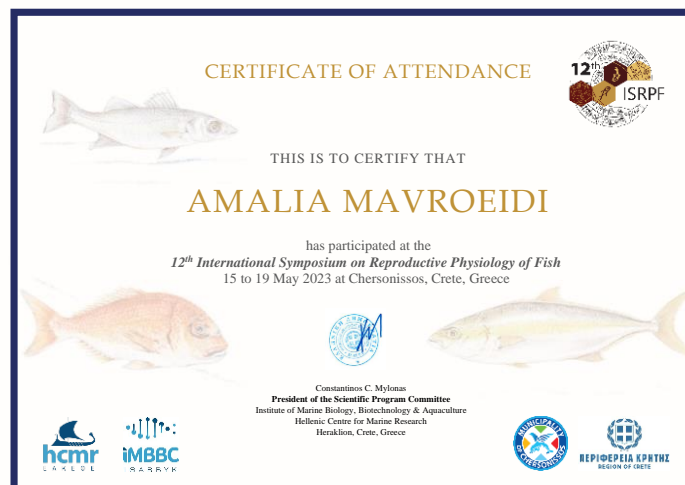 CERTIFICATE OF ATTENDANCE
12th
ISRPF
THIS IS TO CERTIFY THAT
AMALIA MAVROEIDI
has participated at the
12th International Symposium on Reproductive Physiology of Fish
15 to 19 May 2023 at Chersonissos, Crete, Greece
Constantinos C. Mylonas
President of the Scientific Program Committee
Institute of Marine Biology, Biotechnology & Aquaculture
Hellenic Centre for Marine Research
Heraklion, Crete, Greece
hcmr
iMBBC
MUNICIPALITY
OF CHERSONISSOS
ΠΕΡΙΦΕΡΕΙΑ ΚΡΗΤΗΣ
REGION OF CRETE